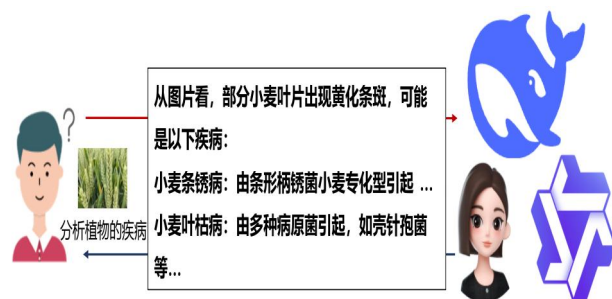 从图片看，部分小麦叶片出现黄化条斑，可能
是以下疾病：
小麦条锈病：由条形柄锈菌小麦专化型引起 ...
小麦叶枯病：由多种病原菌引起，如壳针孢菌
等...
?
分析植物的疾病